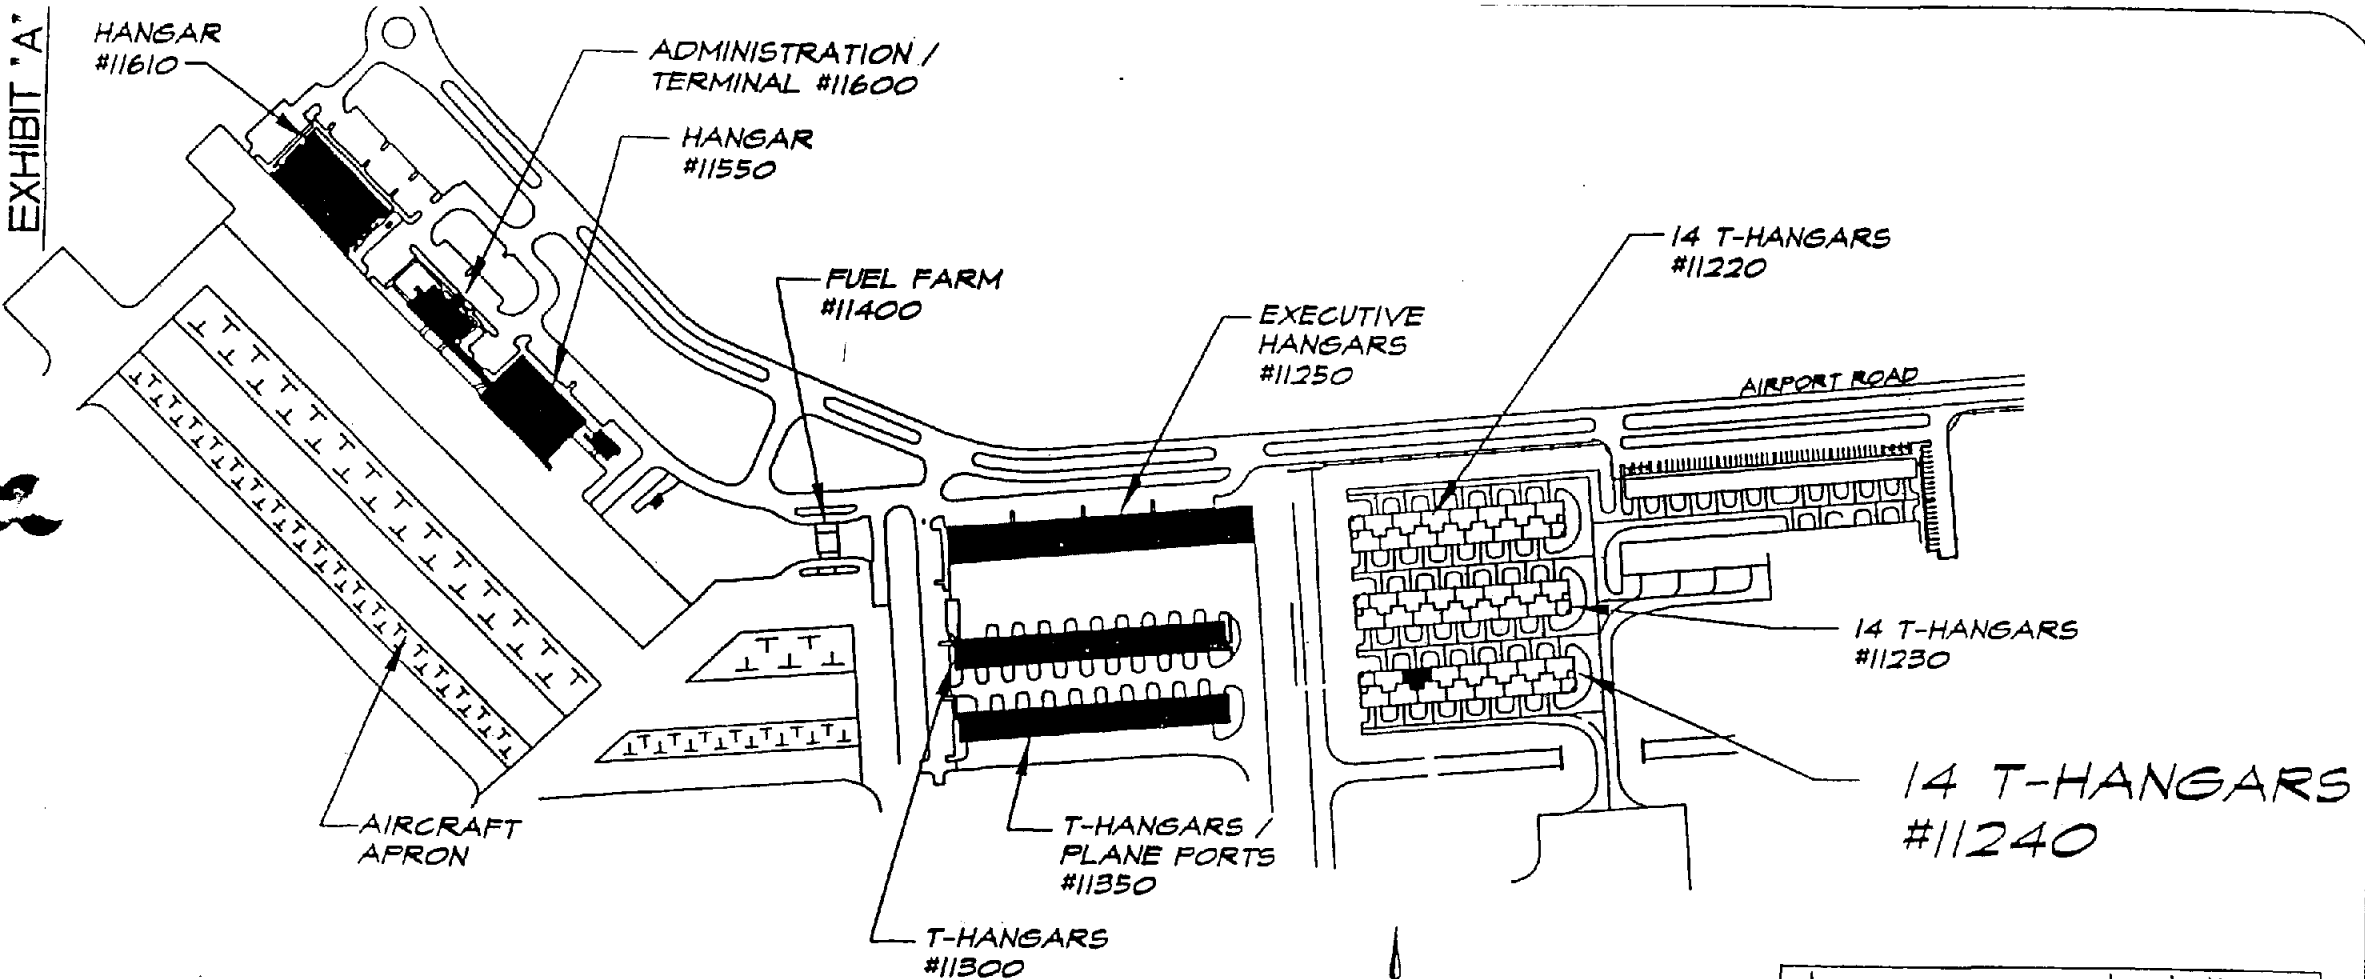 EXHIBIT "A"
HANGAR
#11610
ADMINISTRATION /
TERMINAL #11600
HANGAR
#11550
FUEL FARM
#11400
EXECUTIVE
HANGARS
#11250
14 T-HANGARS
#11220
AIRPORT ROAD
14 T-HANGARS
#11230
14 T-HANGARS
#11240
AIRCRAFT
APRON
T-HANGARS /
PLANE PORTS
#11350
T-HANGARS
#11300